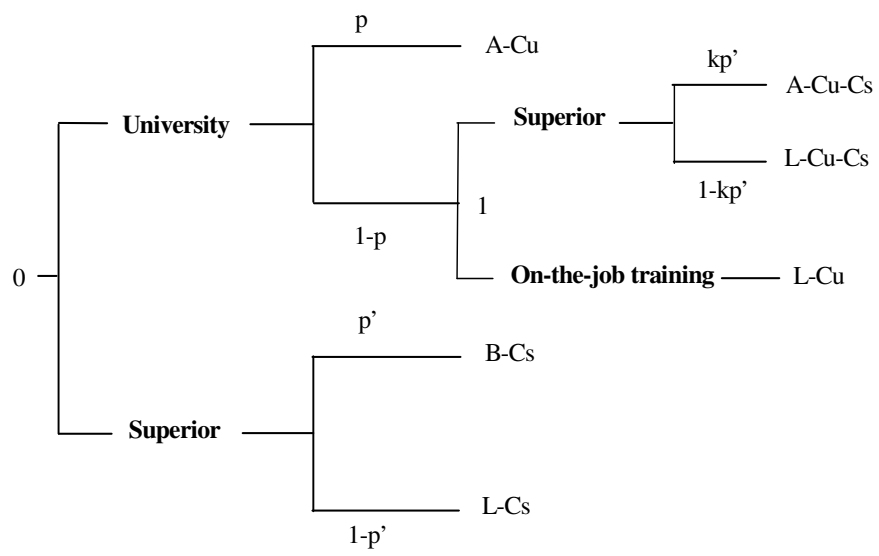 p
A-Cu
kp’
A-Cu-Cs
University
Superior
L-Cu-Cs
1-kp’
1
1-p
0
On-the-job training
L-Cu
p’
B-Cs
Superior
L-Cs
1-p’